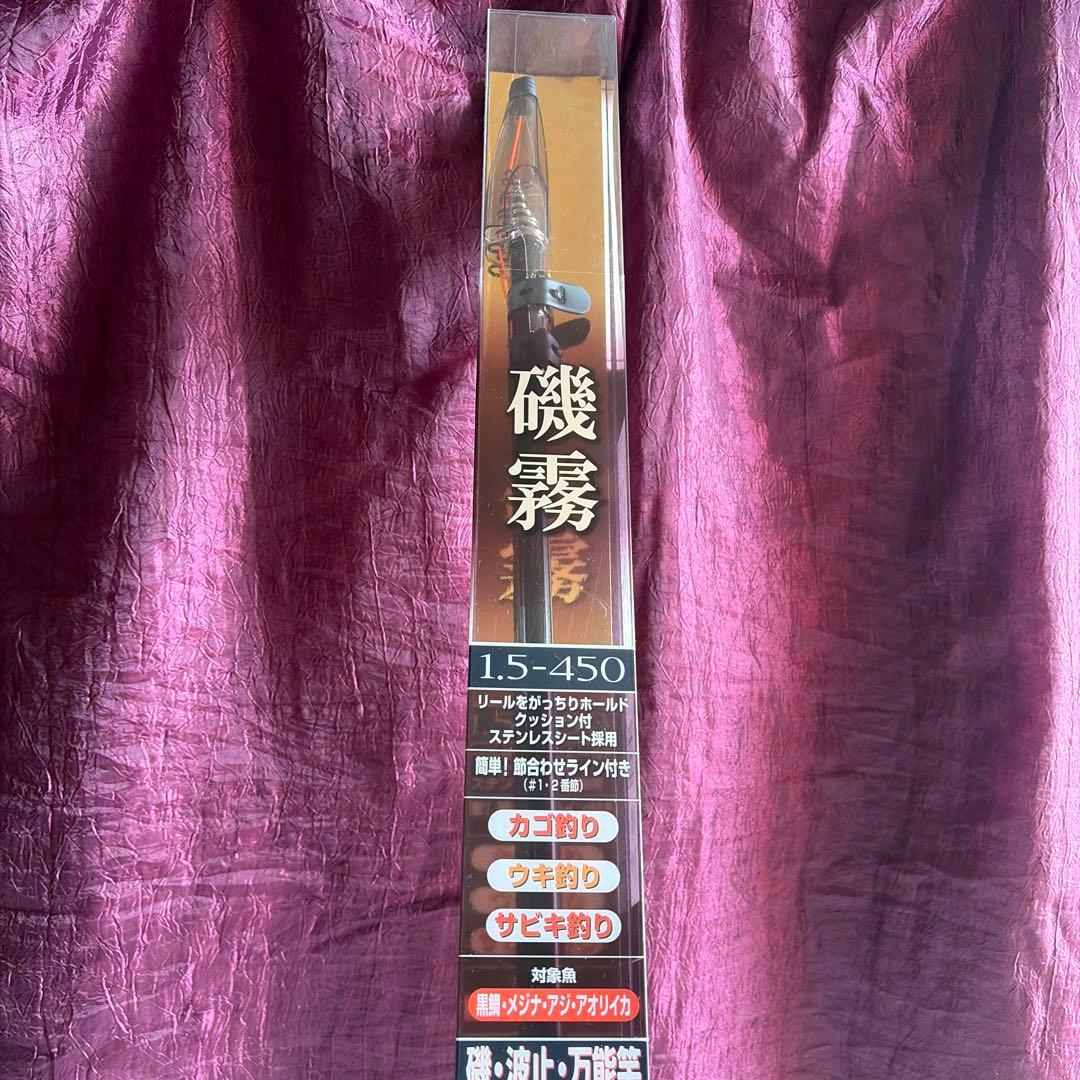 磯
霧
1.5-450
リールをがっちりホールド
クッション付
ステンレスシート採用
簡単！節合わせライン付き
（#1・2番節）
カゴ釣り
ウキ釣り
サビキ釣り
対象魚
黒鯛・メジナ・アジ・アオリイカ
磯・波止・万能竿